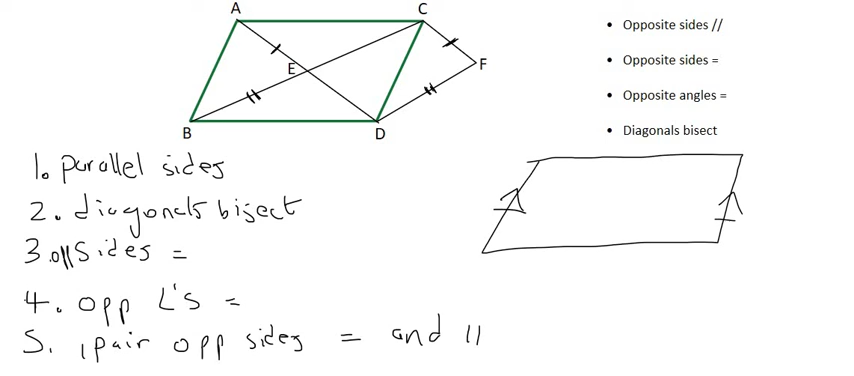 A C
E F
B D
• Opposite sides //
• Opposite sides =
• Opposite angles =
• Diagonals bisect
1. parallel sides
2. diagonals bisect
3. opp sides =
4. opp L's =
5. 1 pair opp sides = and //